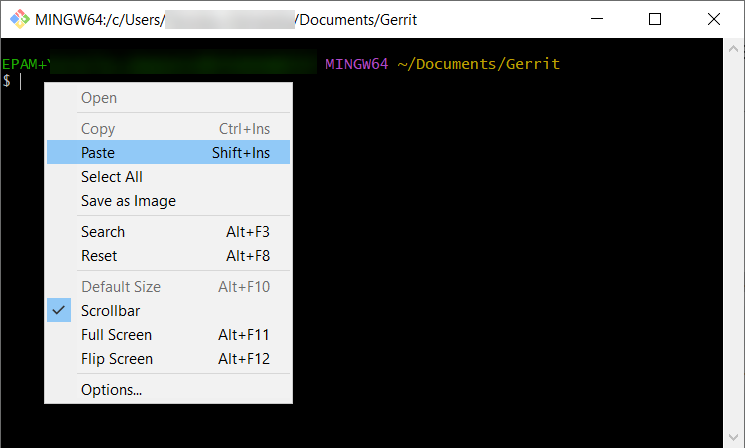 MINGW64:/c/Users/ /Documents/Gerrit
EPAM+ MINGW64 ~/Documents/Gerrit
$
Open
Copy Ctrl+Ins
Paste Shift+Ins
Select All
Save as Image
Search Alt+F3
Reset Alt+F8
Default Size Alt+F10
Scrollbar
Full Screen Alt+F11
Flip Screen Alt+F12
Options...